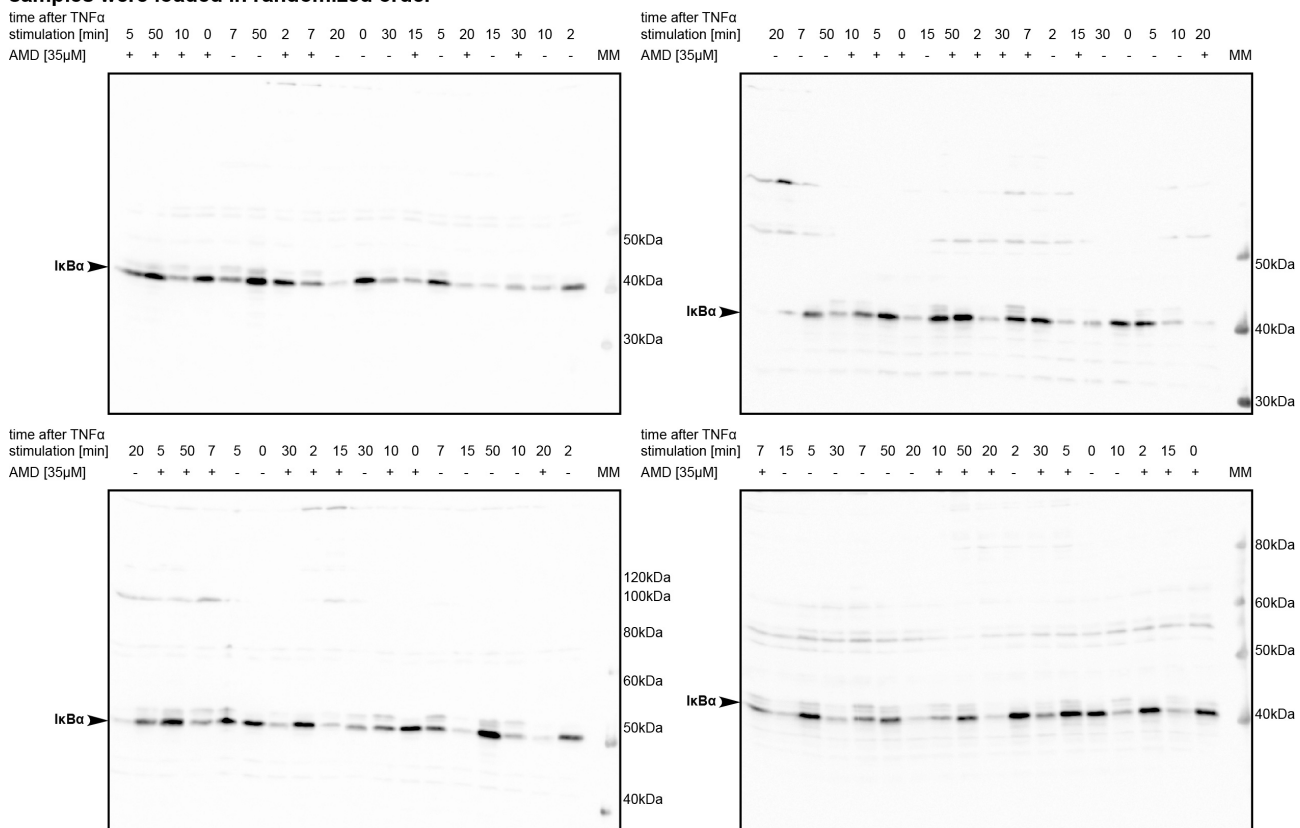 samples were loaded in randomized order
time after TNFα
stimulation [min] 5 50 10 0 7 50 2 7 20 0 30 15 5 20 15 30 10 2
AMD [35µM] + + + + - - + + - - - + - + - + - - MM
50kDa
IκBα
40kDa
30kDa
time after TNFα
stimulation [min] 20 7 50 10 5 0 15 50 2 30 7 2 15 30 0 5 10 20
AMD [35µM] - - - + + + - + + + + - + - - - - + MM
50kDa
IκBα
40kDa
30kDa
time after TNFα
stimulation [min] 20 5 50 7 5 0 30 2 15 30 10 0 7 15 50 10 20 2
AMD [35µM] - + + + - - + + + - + + - - - - + - MM
120kDa
100kDa
80kDa
60kDa
IκBα
50kDa
40kDa
time after TNFα
stimulation [min] 7 15 5 30 7 50 20 10 50 20 2 30 5 0 10 2 15 0
AMD [35µM] + - - - - - - + + + - + + - - + + + MM
80kDa
60kDa
50kDa
IκBα
40kDa